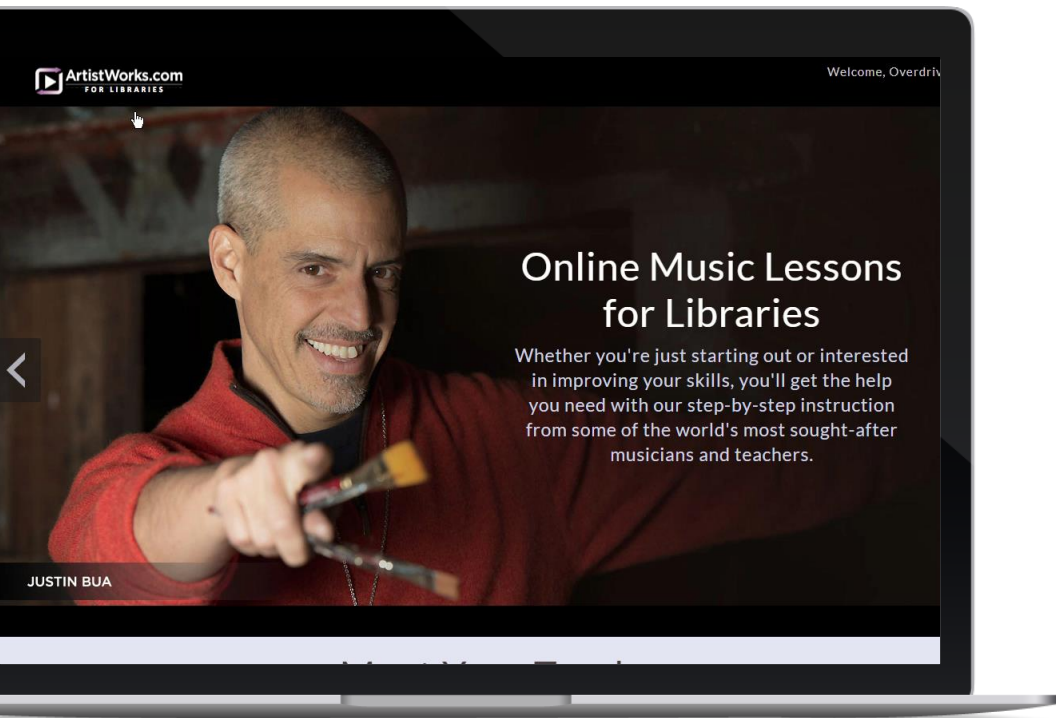 ArtistWorks.com
FOR LIBRARIES
Welcome, Overdriv
Online Music Lessons
for Libraries
Whether you're just starting out or interested
in improving your skills, you'll get the help
you need with our step-by-step instruction
from some of the world's most sought-after
musicians and teachers.
JUSTIN BUA